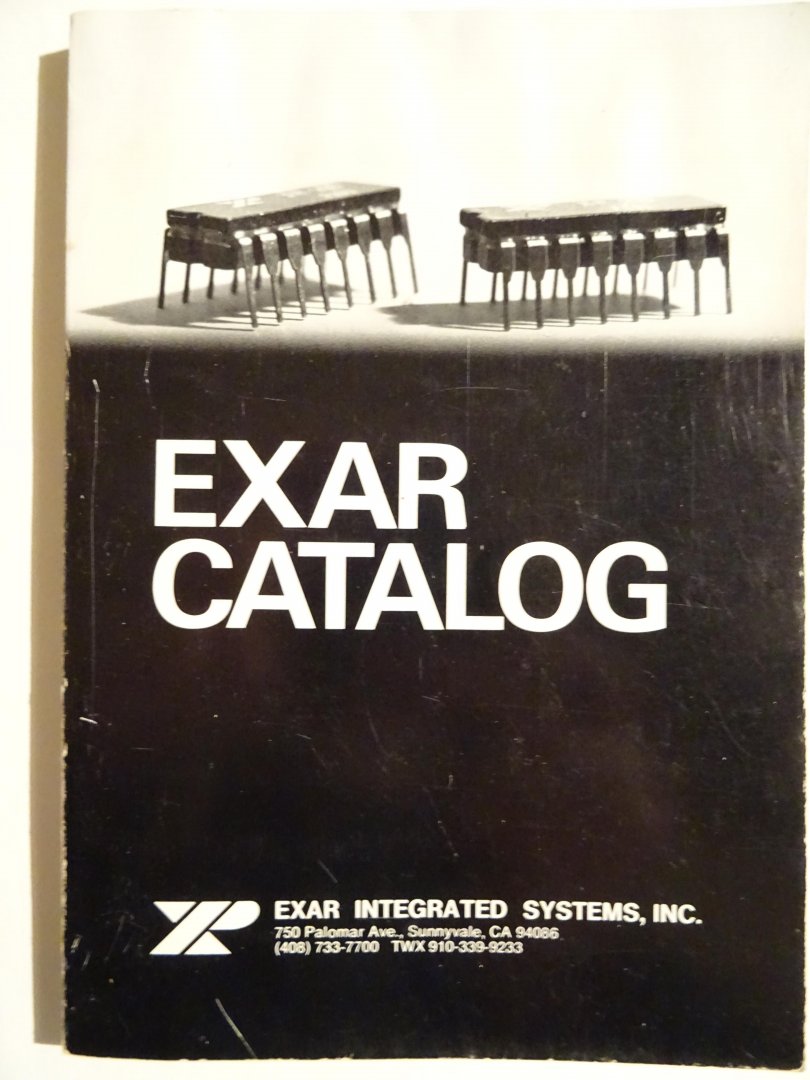 EXAR
CATALOG
EXAR INTEGRATED SYSTEMS, INC.
750 Palomar Ave., Sunnyvale, CA 94086
(408) 733-7700 TWX 910-339-9233